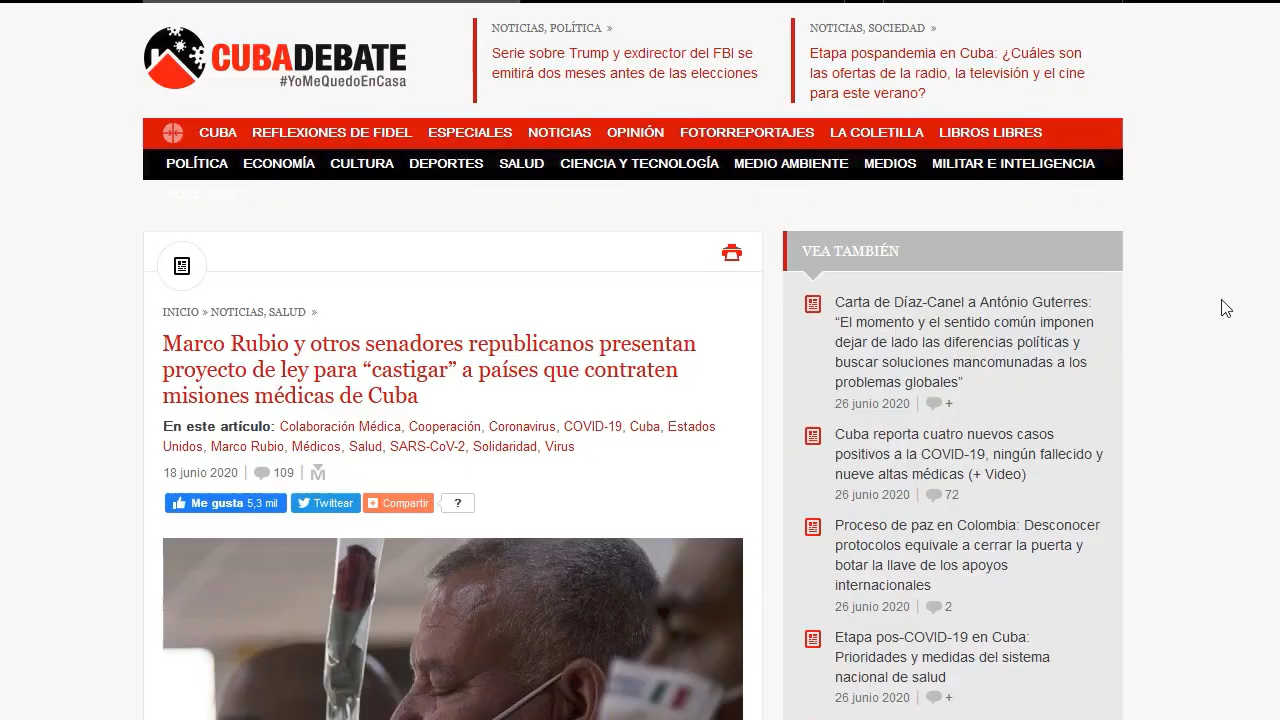 CUBADEBATE
#YoMeQuedoEnCasa
NOTICIAS, POLÍTICA »
Serie sobre Trump y exdirector del FBI se
emitirá dos meses antes de las elecciones
NOTICIAS, SOCIEDAD »
Etapa pospandemia en Cuba: ¿Cuáles son
las ofertas de la radio, la televisión y el cine
para este verano?
CUBA REFLEXIONES DE FIDEL ESPECIALES NOTICIAS OPINIÓN FOTORREPORTAJES LA COLETILLA LIBROS LIBRES
POLÍTICA ECONOMÍA CULTURA DEPORTES SALUD CIENCIA Y TECNOLOGÍA MEDIO AMBIENTE MEDIOS MILITAR E INTELIGENCIA
INICIO » NOTICIAS, SALUD »
Marco Rubio y otros senadores republicanos presentan
proyecto de ley para “castigar” a países que contraten
misiones médicas de Cuba
En este artículo: Colaboración Médica, Cooperación, Coronavirus, COVID-19, Cuba, Estados
Unidos, Marco Rubio, Médicos, Salud, SARS-CoV-2, Solidaridad, Virus
18 junio 2020 | 109 |
Me gusta 5,3 mil Twittear Compartir ?
VEA TAMBIÉN
Carta de Díaz-Canel a António Guterres:
“El momento y el sentido común imponen
dejar de lado las diferencias políticas y
buscar soluciones mancomunadas a los
problemas globales”
26 junio 2020 | +
Cuba reporta cuatro nuevos casos
positivos a la COVID-19, ningún fallecido y
nueve altas médicas (+ Video)
26 junio 2020 | 72
Proceso de paz en Colombia: Desconocer
protocolos equivale a cerrar la puerta y
botar la llave de los apoyos
internacionales
26 junio 2020 | 2
Etapa pos-COVID-19 en Cuba:
Prioridades y medidas del sistema
nacional de salud
26 junio 2020 | +